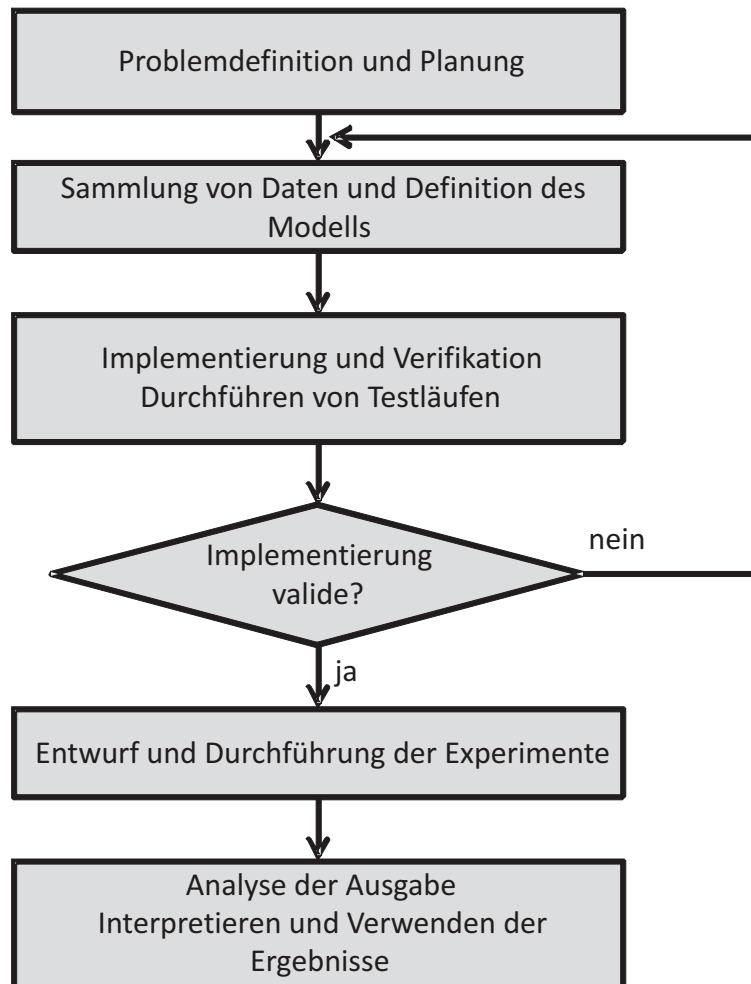 Problemdefinition und Planung
Sammlung von Daten und Definition des
Modells
Implementierung und Verifikation
Durchführen von Testläufen
Implementierung
valide?
nein
ja
Entwurf und Durchführung der Experimente
Analyse der Ausgabe
Interpretieren und Verwenden der
Ergebnisse